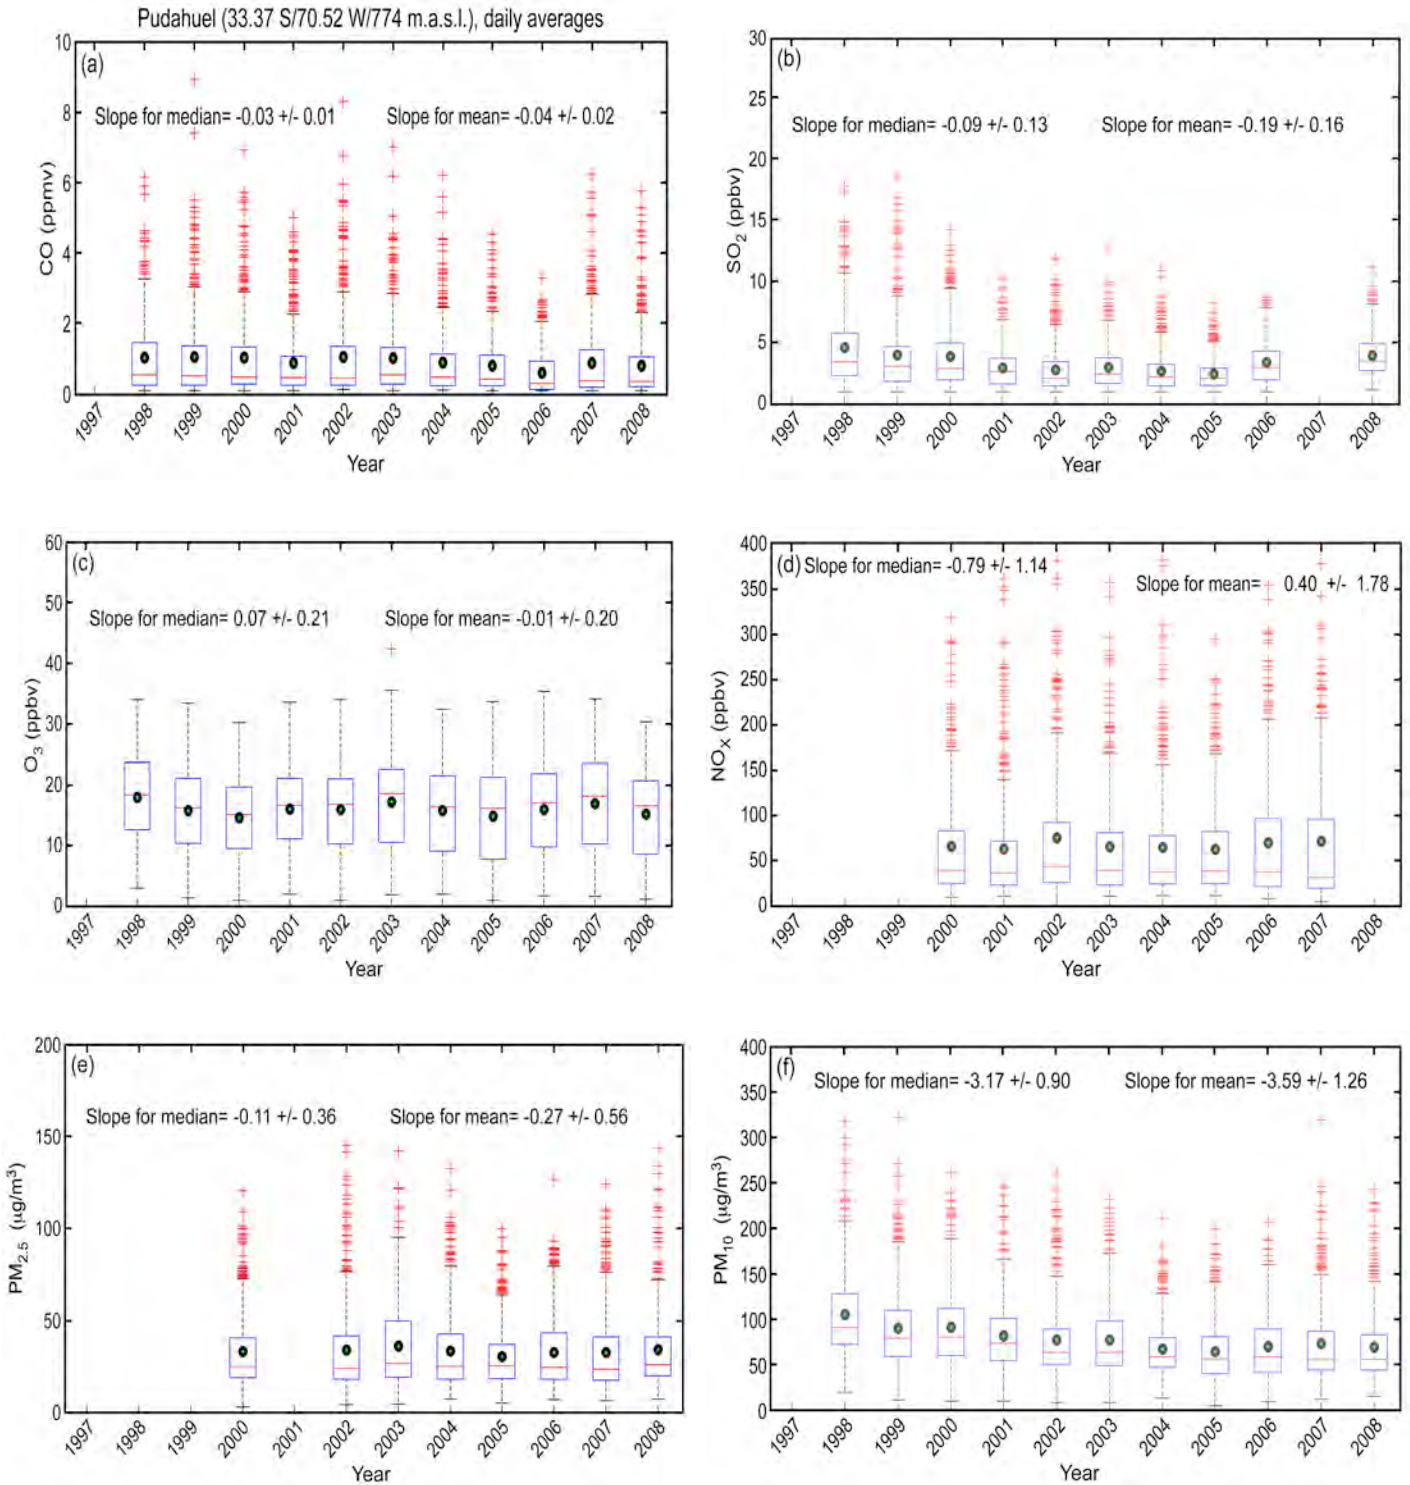 Pudahuel (33.37 S/70.52 W/774 m.a.s.l.), daily averages
(a)
Slope for median= -0.03 +/- 0.01 Slope for mean= -0.04 +/- 0.02
CO (ppmv)
10
8
6
4
2
0
1997 1998 1999 2000 2001 2002 2003 2004 2005 2006 2007 2008
Year
(b)
Slope for median= -0.09 +/- 0.13 Slope for mean= -0.19 +/- 0.16
SO2 (ppbv)
30
25
20
15
10
5
0
1997 1998 1999 2000 2001 2002 2003 2004 2005 2006 2007 2008
Year
(c)
Slope for median= 0.07 +/- 0.21 Slope for mean= -0.01 +/- 0.20
O3 (ppbv)
60
50
40
30
20
10
0
1997 1998 1999 2000 2001 2002 2003 2004 2005 2006 2007 2008
Year
(d) Slope for median= -0.79 +/- 1.14
Slope for mean= 0.40 +/- 1.78
NOX (ppbv)
400
350
300
250
200
150
100
50
0
1997 1998 1999 2000 2001 2002 2003 2004 2005 2006 2007 2008
Year
(e)
Slope for median= -0.11 +/- 0.36 Slope for mean= -0.27 +/- 0.56
PM2.5 (µg/m³)
200
150
100
50
0
1997 1998 1999 2000 2001 2002 2003 2004 2005 2006 2007 2008
Year
(f)
Slope for median= -3.17 +/- 0.90 Slope for mean= -3.59 +/- 1.26
PM10 (µg/m³)
400
350
300
250
200
150
100
50
0
1997 1998 1999 2000 2001 2002 2003 2004 2005 2006 2007 2008
Year